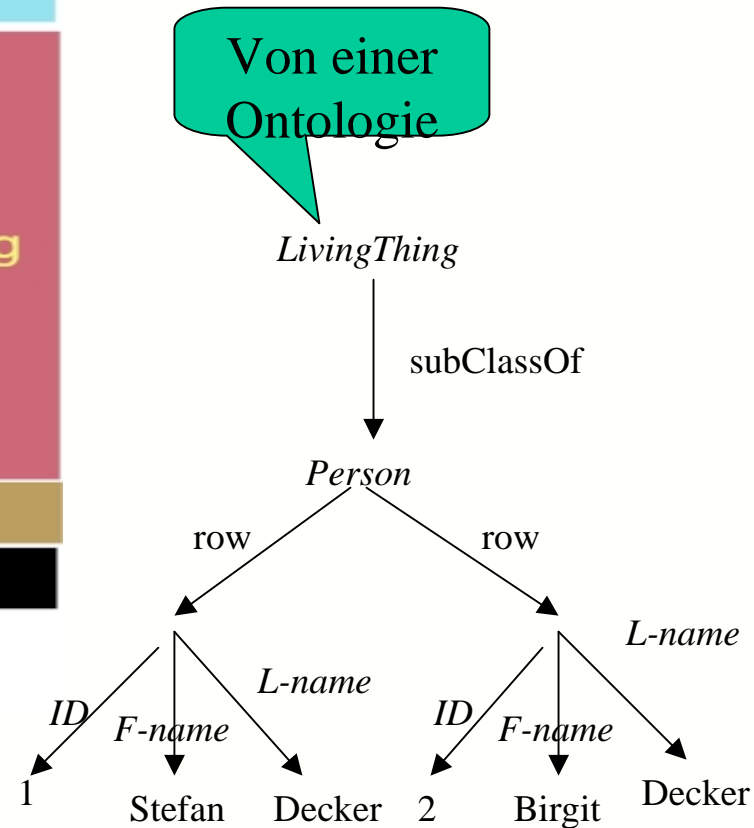 Von einer
Ontologie
g
LivingThing
subClassOf
Person
row row
L-name
L-name
ID F-name ID F-name
1 Stefan Decker 2 Birgit Decker